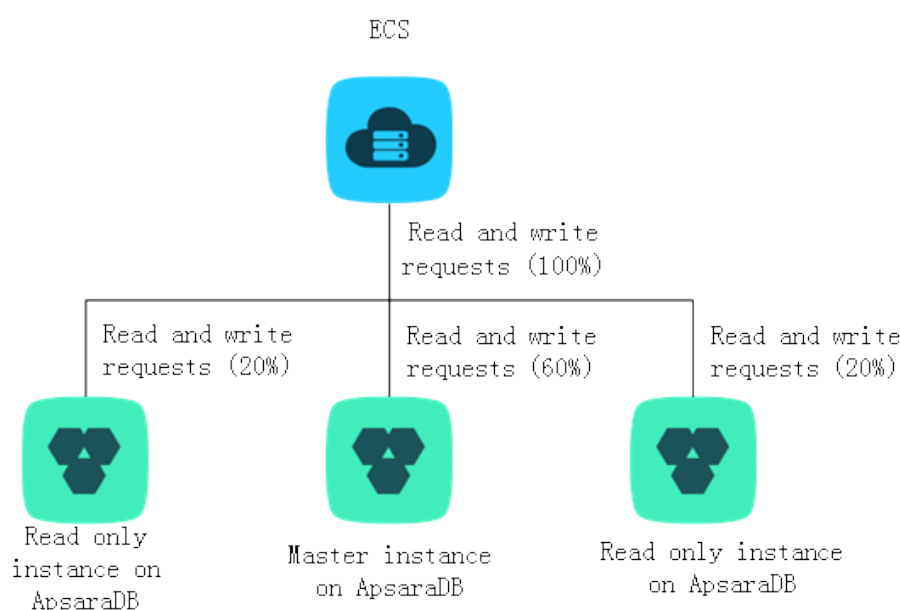 ECS
Read and write
requests (100%)
Read and write
requests (20%)
Read and write
requests (60%)
Read and write
requests (20%)
Read only
instance on
ApsaraDB
Master instance
on ApsaraDB
Read only instance
on ApsaraDB